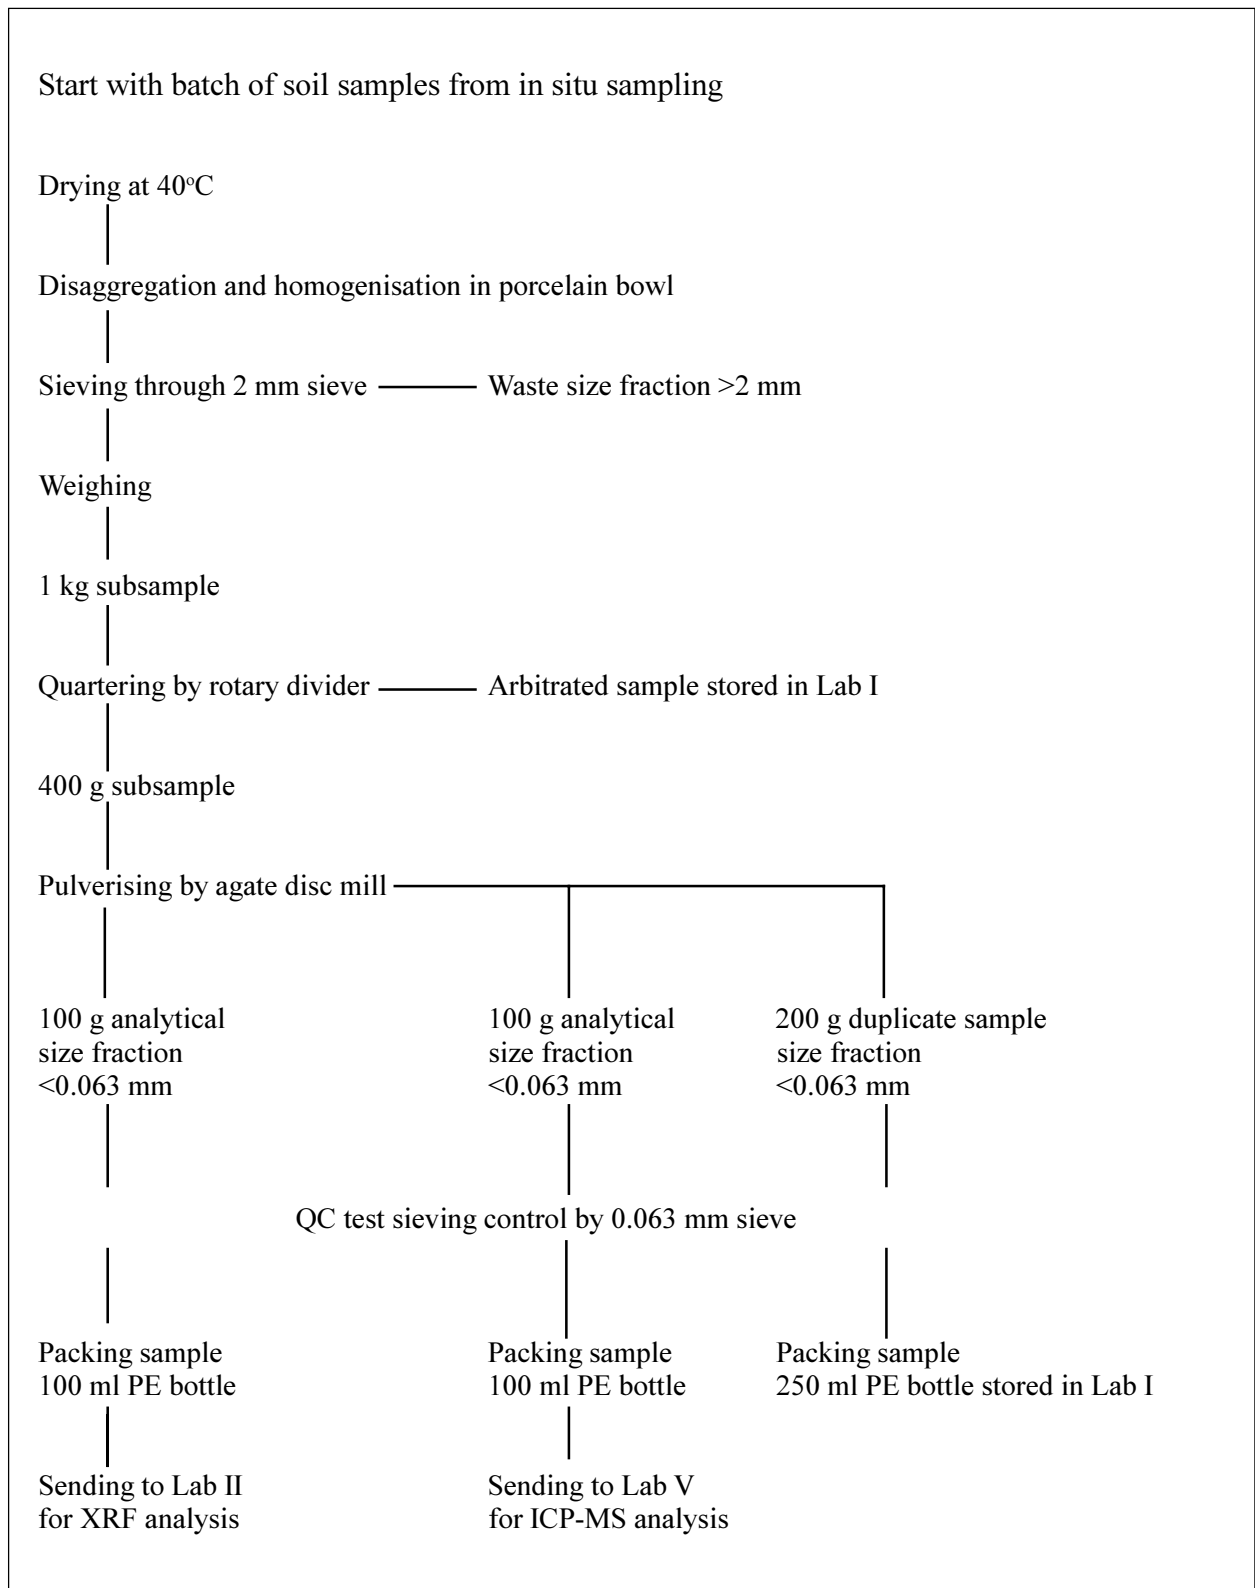 Start with batch of soil samples from in situ sampling
Drying at 40°C
Disaggregation and homogenisation in porcelain bowl
Sieving through 2 mm sieve
Waste size fraction >2 mm
Weighing
1 kg subsample
Quartering by rotary divider
Arbitrated sample stored in Lab I
400 g subsample
Pulverising by agate disc mill
100 g analytical
size fraction
<0.063 mm
100 g analytical
size fraction
<0.063 mm
200 g duplicate sample
size fraction
<0.063 mm
QC test sieving control by 0.063 mm sieve
Packing sample
100 ml PE bottle
Packing sample
100 ml PE bottle
Packing sample
250 ml PE bottle stored in Lab I
Sending to Lab II
for XRF analysis
Sending to Lab V
for ICP-MS analysis